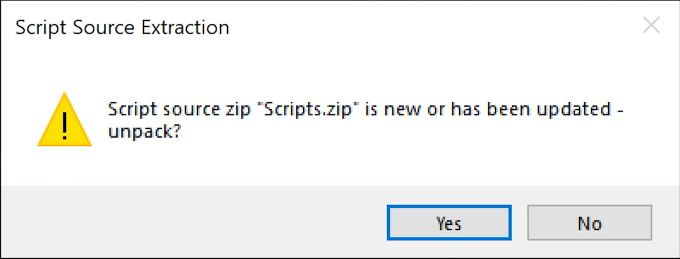 Script Source Extraction
Script source zip "Scripts.zip" is new or has been updated -
unpack?
Yes
No